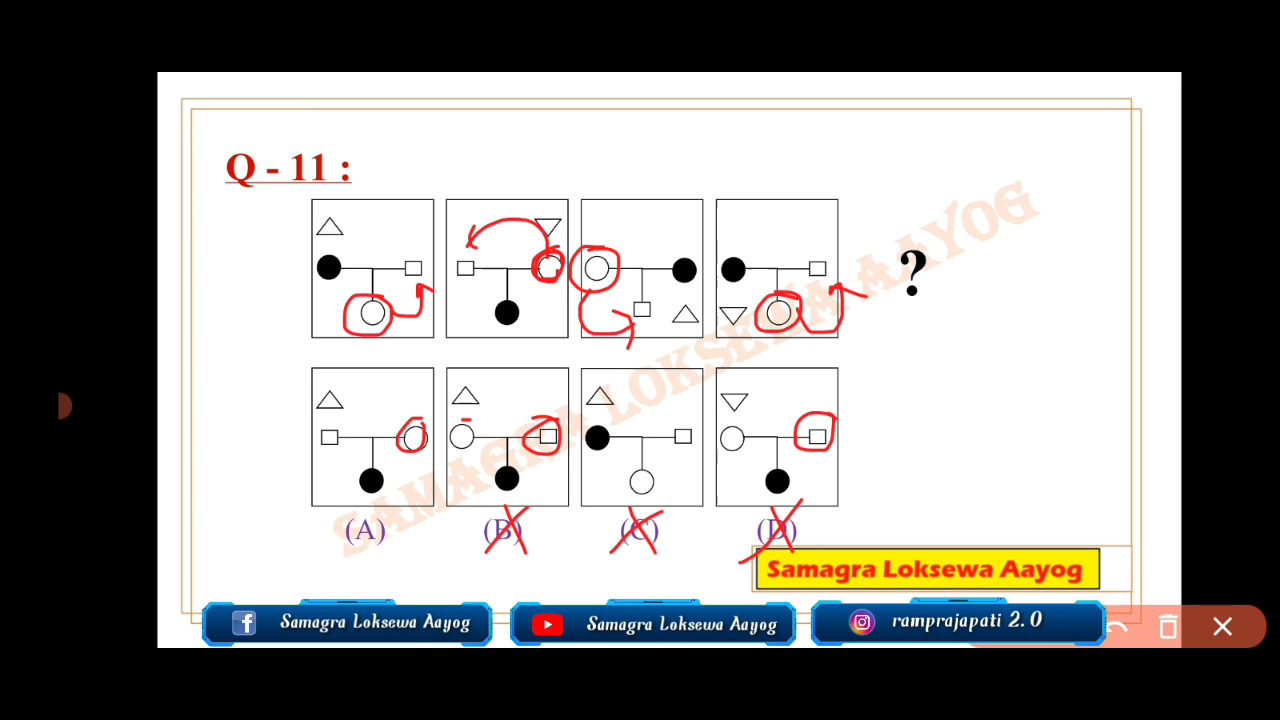 Q - 11 :
?
SAMAGRA LOKSEWA AAYOG
(A) (B) (C) (D)
Samagra Loksewa Aayog
Samagra Loksewa Aayog Samagra Loksewa Aayog ramprajapati 2.0